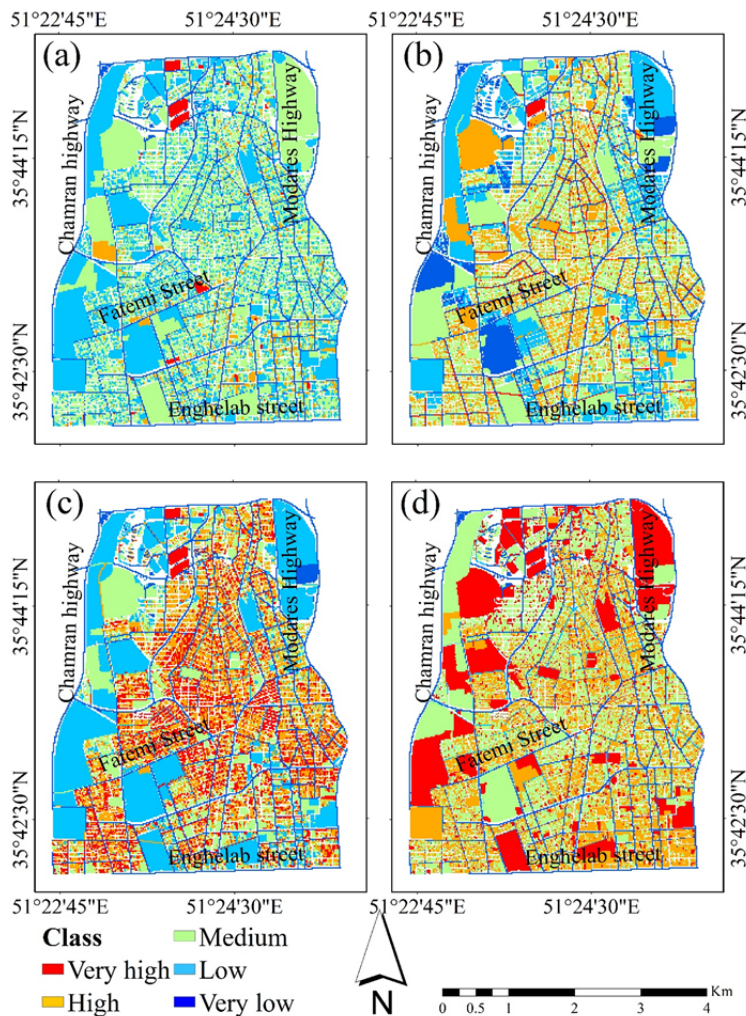 51°22'45"E 51°24'30"E 51°22'45"E 51°24'30"E
(a)
Chamran highway
Modares Highway
Fatemi Street
Enghelab street
35°44'15"N
35°42'30"N
(b)
Chamran highway
Modares Highway
Fatemi Street
Enghelab street
35°44'15"N
35°42'30"N
(c)
Chamran highway
Modares Highway
Fatemi Street
Enghelab street
35°44'15"N
35°42'30"N
(d)
Chamran highway
Modares Highway
Fatemi Street
Enghelab street
35°44'15"N
35°42'30"N
51°22'45"E 51°24'30"E 51°22'45"E 51°24'30"E
Class
Very high
High
Medium
Low
Very low
N
Km
0 0.5 1 2 3 4